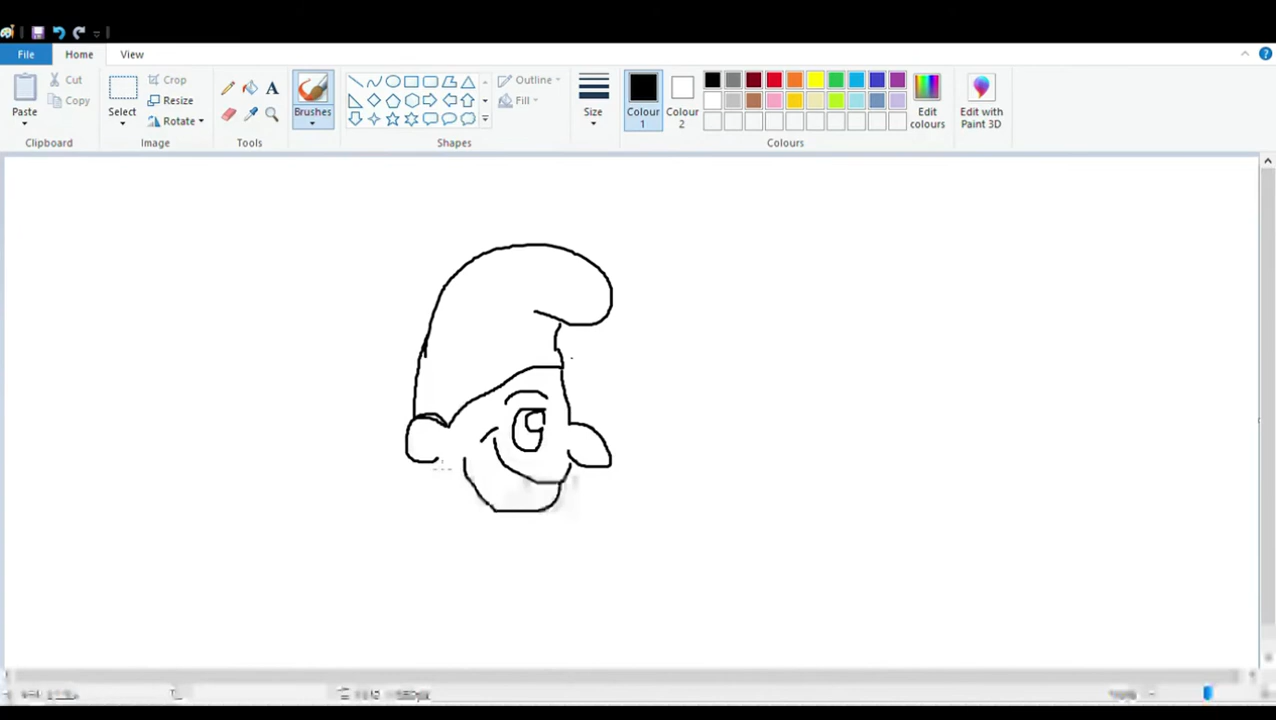 File Home View
Paste Cut Copy Clipboard
Select Crop Resize Rotate Image
A Tools
Brushes
Shapes Outline Fill
Size
Colour 1 Colour 2 Edit colours Colours
Edit with Paint 3D